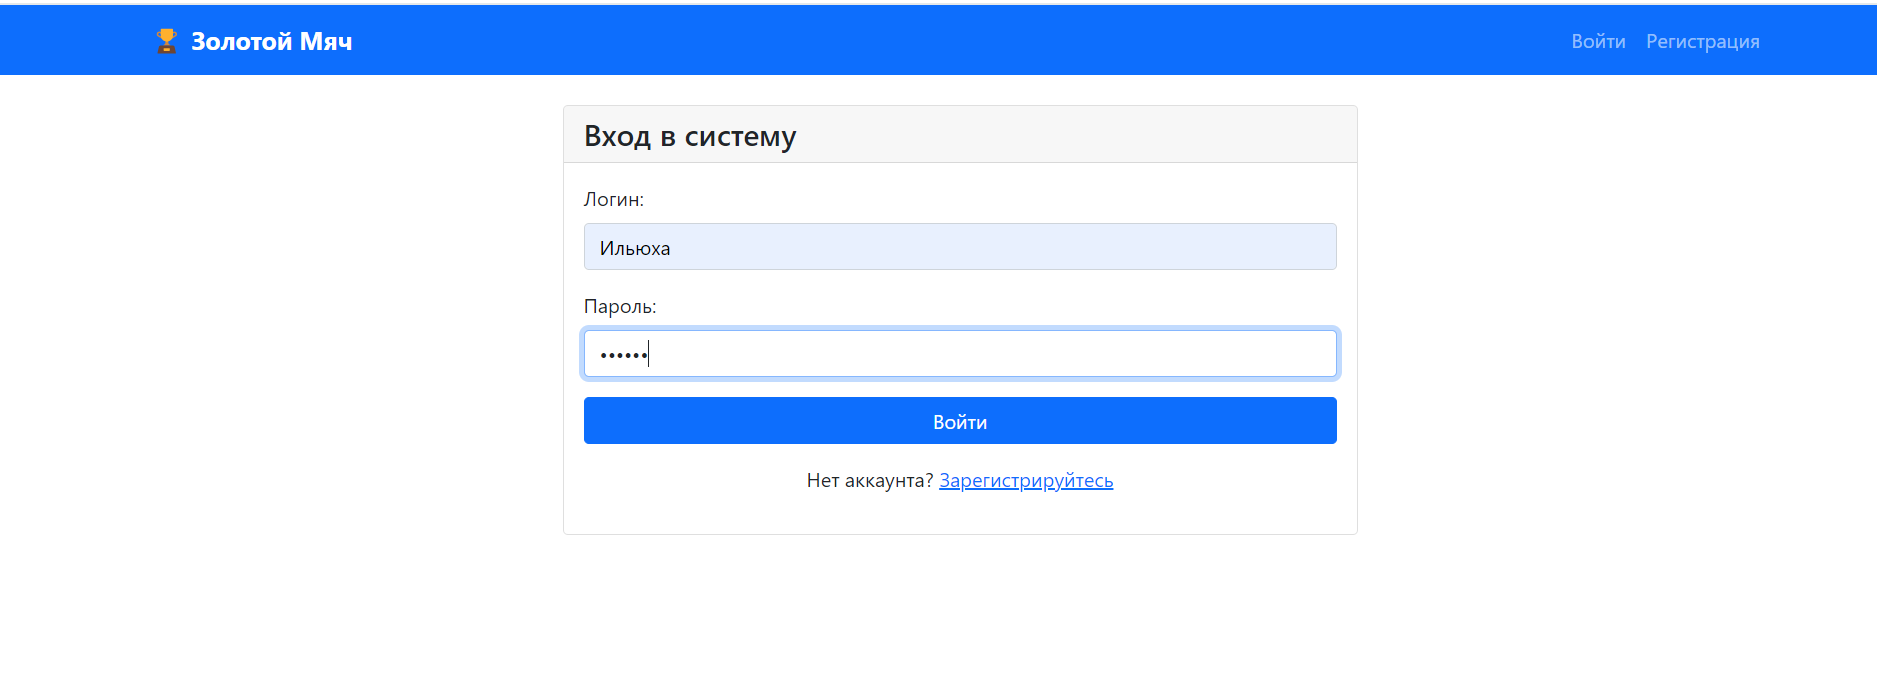 Золотой Мяч
Войти Регистрация
Вход в систему
Логин:
Ильюха
Пароль:
••••••
Войти
Нет аккаунта? Зарегистрируйтесь